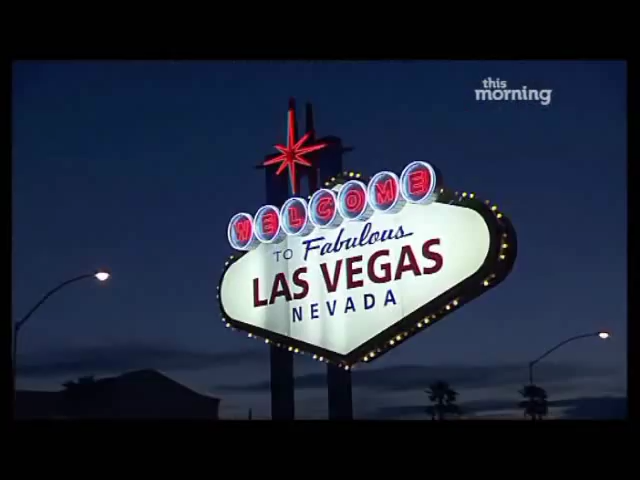 this
morning
WELCOME
TO Fabulous
LAS VEGAS
NEVADA